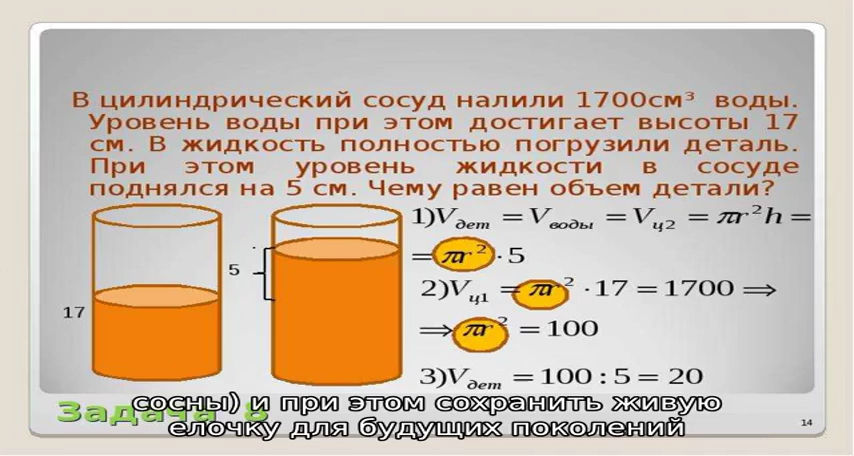 В цилиндрический сосуд налили 1700см³ воды.
Уровень воды при этом достигает высоты 17
см. В жидкость полностью погрузили деталь.
При этом уровень жидкости в сосуде
поднялся на 5 см. Чему равен объем детали?
1)Vдет = Vводы = Vц2 = πr²h =
= πr² · 5
5
2)Vц1 = πr² · 17 = 1700 ⇒
17
⇒ πr² = 100
3)Vдет = 100 : 5 = 20
сосны) и при этом сохранить живую
Задача 8
елочку для будущих поколений
14